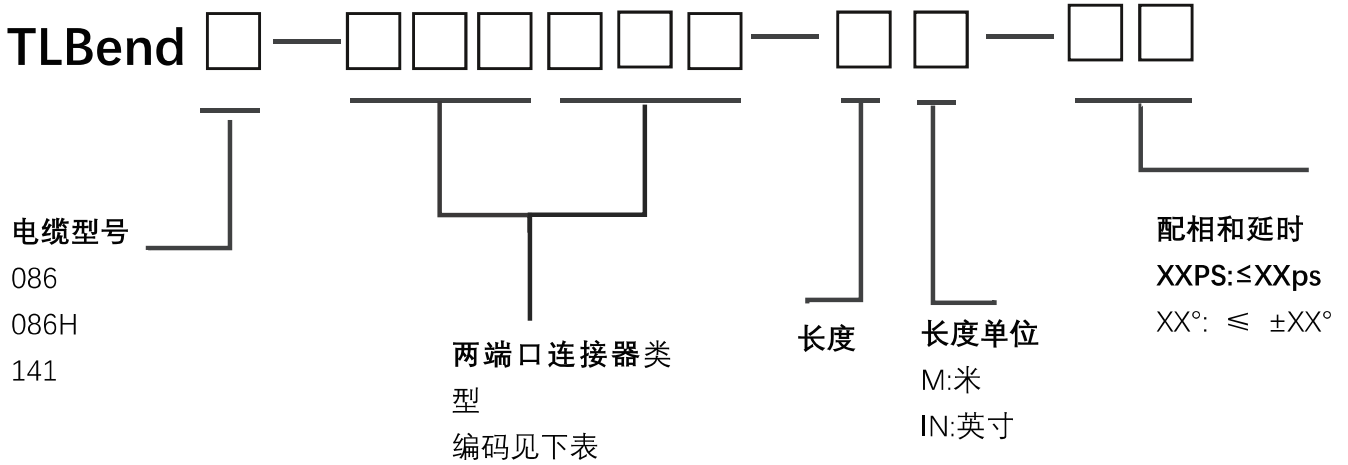 TLBend □ — □□□□□□ — □□ — □□
电缆型号
086
086H
141
两端口连接器类
型
编码见下表
长度
长度单位
M:米
IN:英寸
配相和延时
XXPS:≤XXps
XX°: ≤ ±XX°